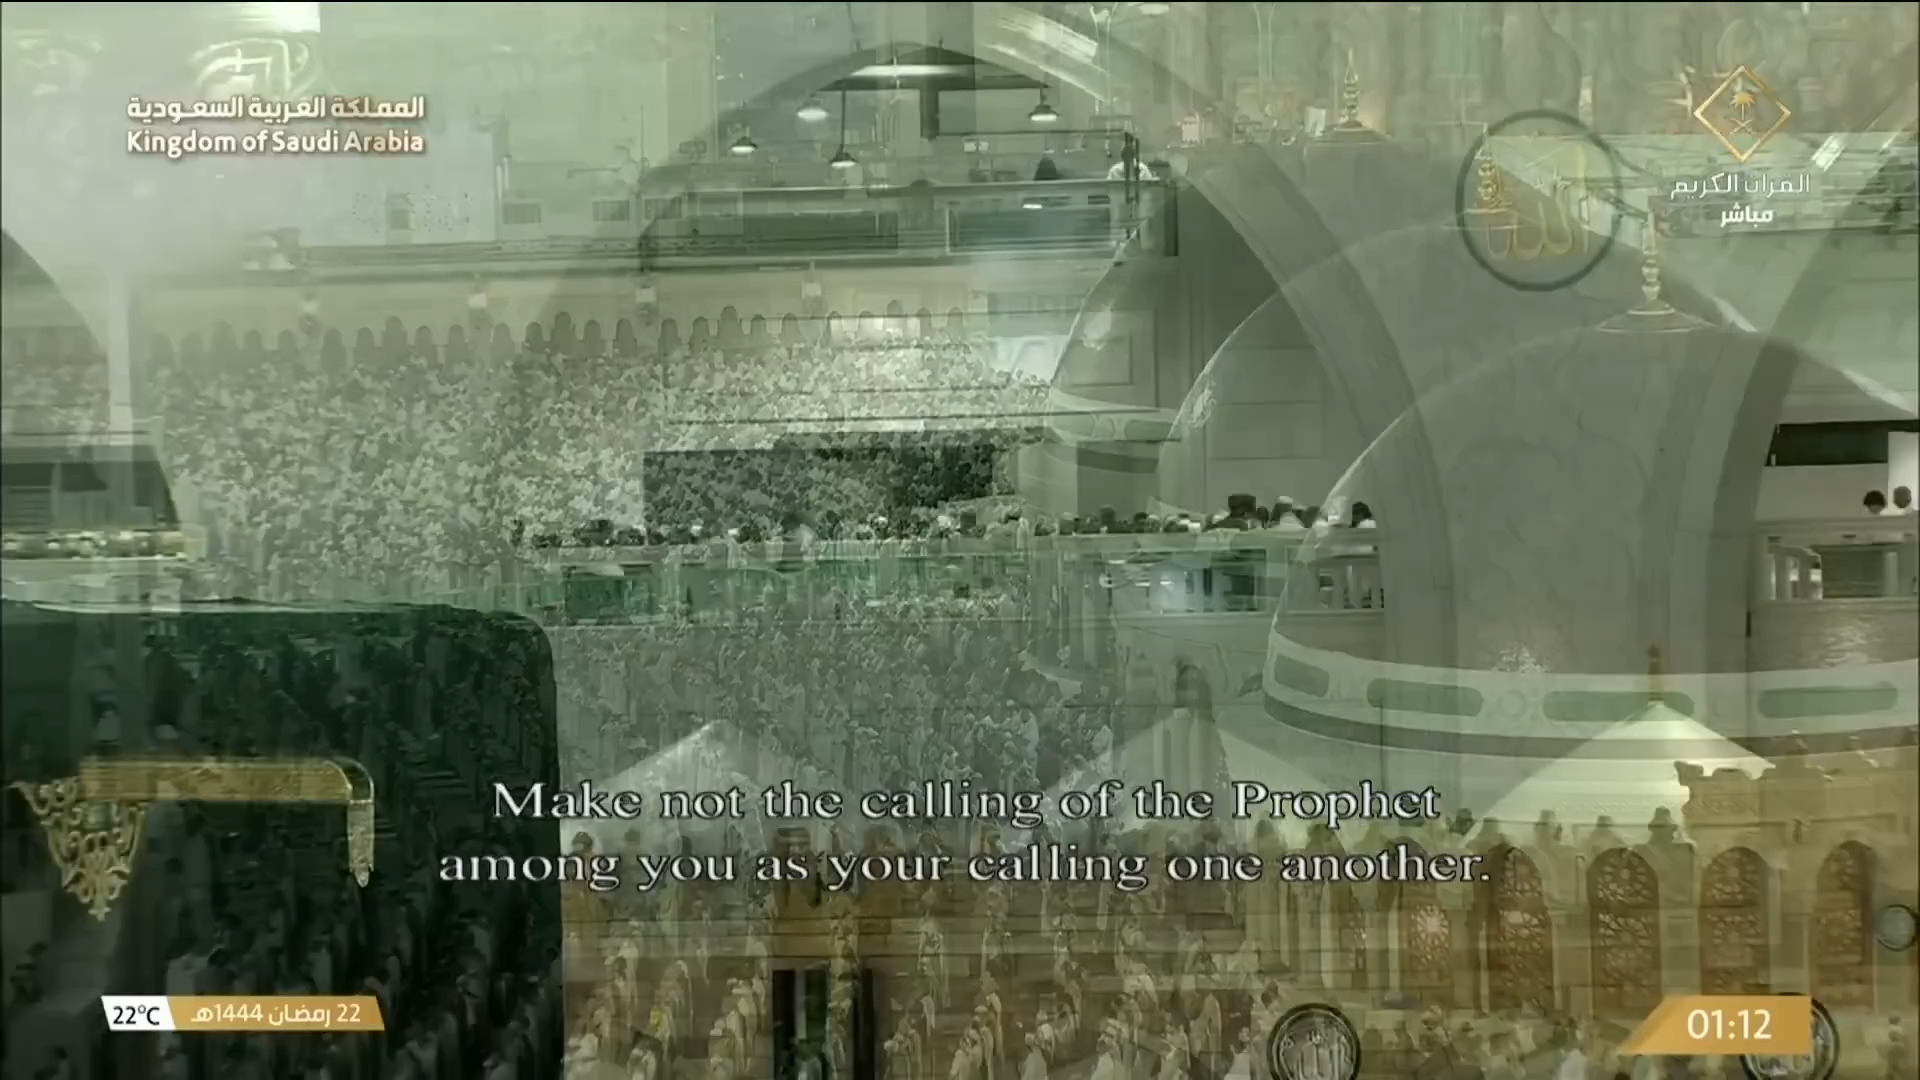 المملكة العربية السعودية
Kingdom of Saudi Arabia
القرآن الكريم
مباشر
الله
Make not the calling of the Prophet
among you as your calling one another.
22°C
22 رمضان 1444هـ
01:12